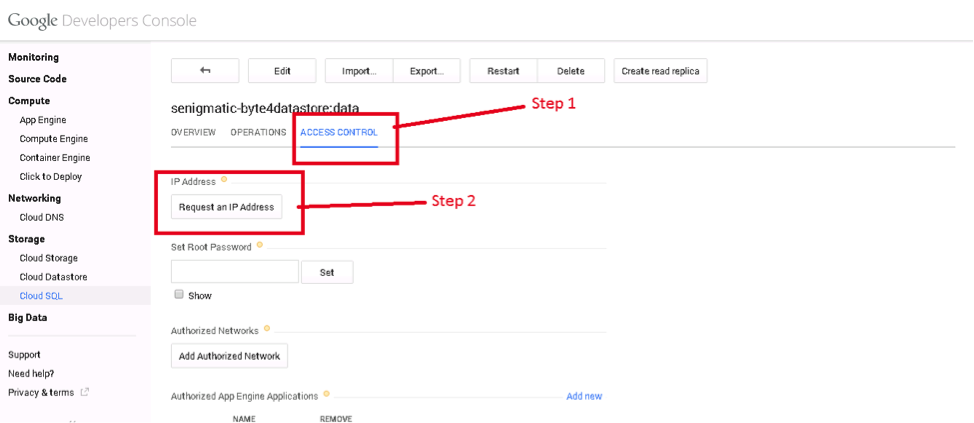 Google Developers Console
Monitoring
Source Code
Compute
App Engine
Compute Engine
Container Engine
Click to Deploy
Networking
Cloud DNS
Storage
Cloud Storage
Cloud Datastore
Cloud SQL
Big Data
Support
Need help?
Privacy & terms
Edit
Import...
Export...
Restart
Delete
Create read replica
senigmatic-byte4datastore:data
Step 1
OVERVIEW
OPERATIONS
ACCESS CONTROL
IP Address
Request an IP Address
Step 2
Set Root Password
Set
Show
Authorized Networks
Add Authorized Network
Authorized App Engine Applications
Add new
NAME
REMOVE